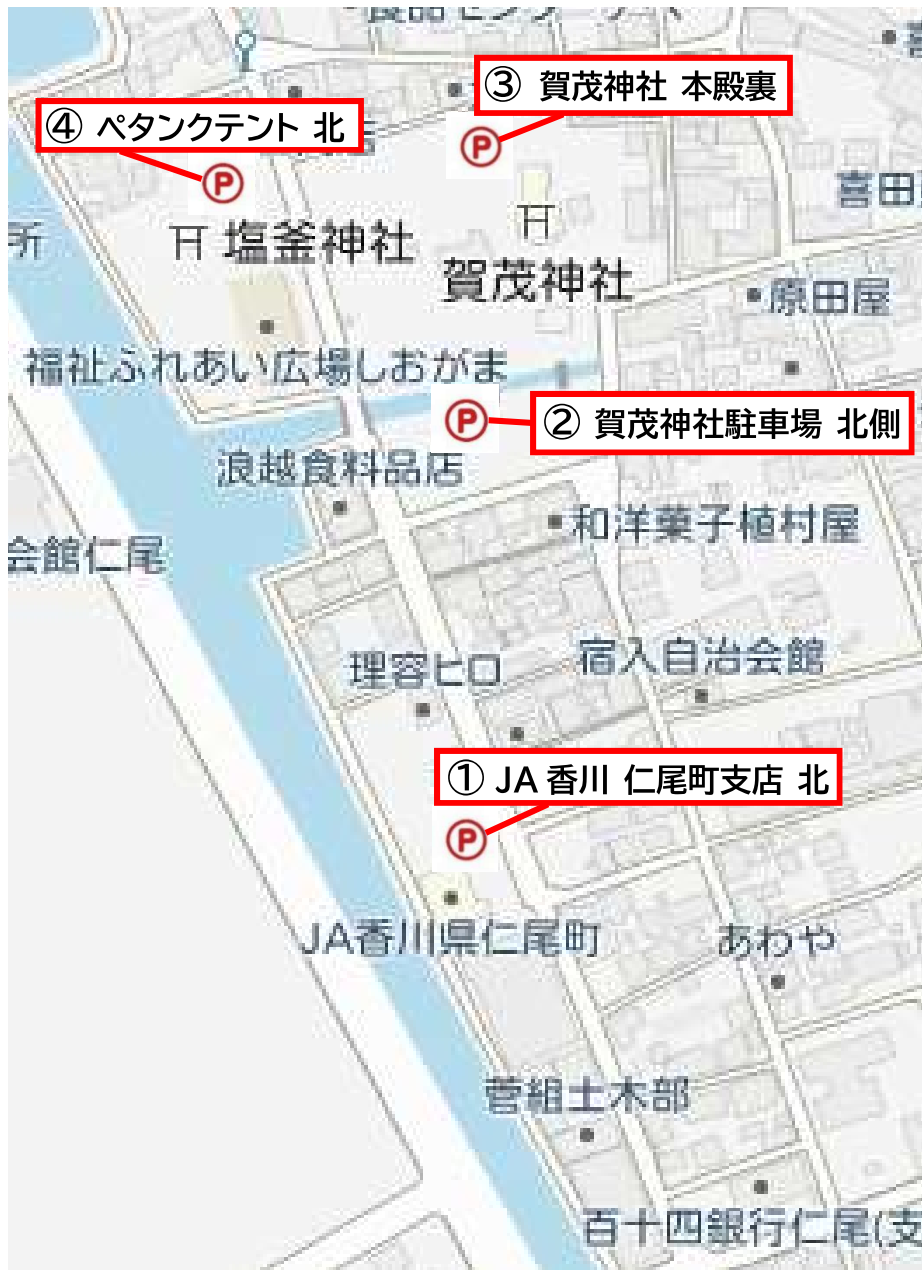 ③ 賀茂神社 本殿裏
④ ペタンクテント 北
P
P
喜田
所
塩釜神社
賀茂神社
原田屋
福祉ふれあい広場しおがま
P
② 賀茂神社駐車場 北側
浪越食料品店
和洋菓子植村屋
会館仁尾
理容ヒロ
宿入自治会館
① JA 香川 仁尾町支店 北
P
JA香川県仁尾町
あわや
菅組土木部
百十四銀行仁尾(支